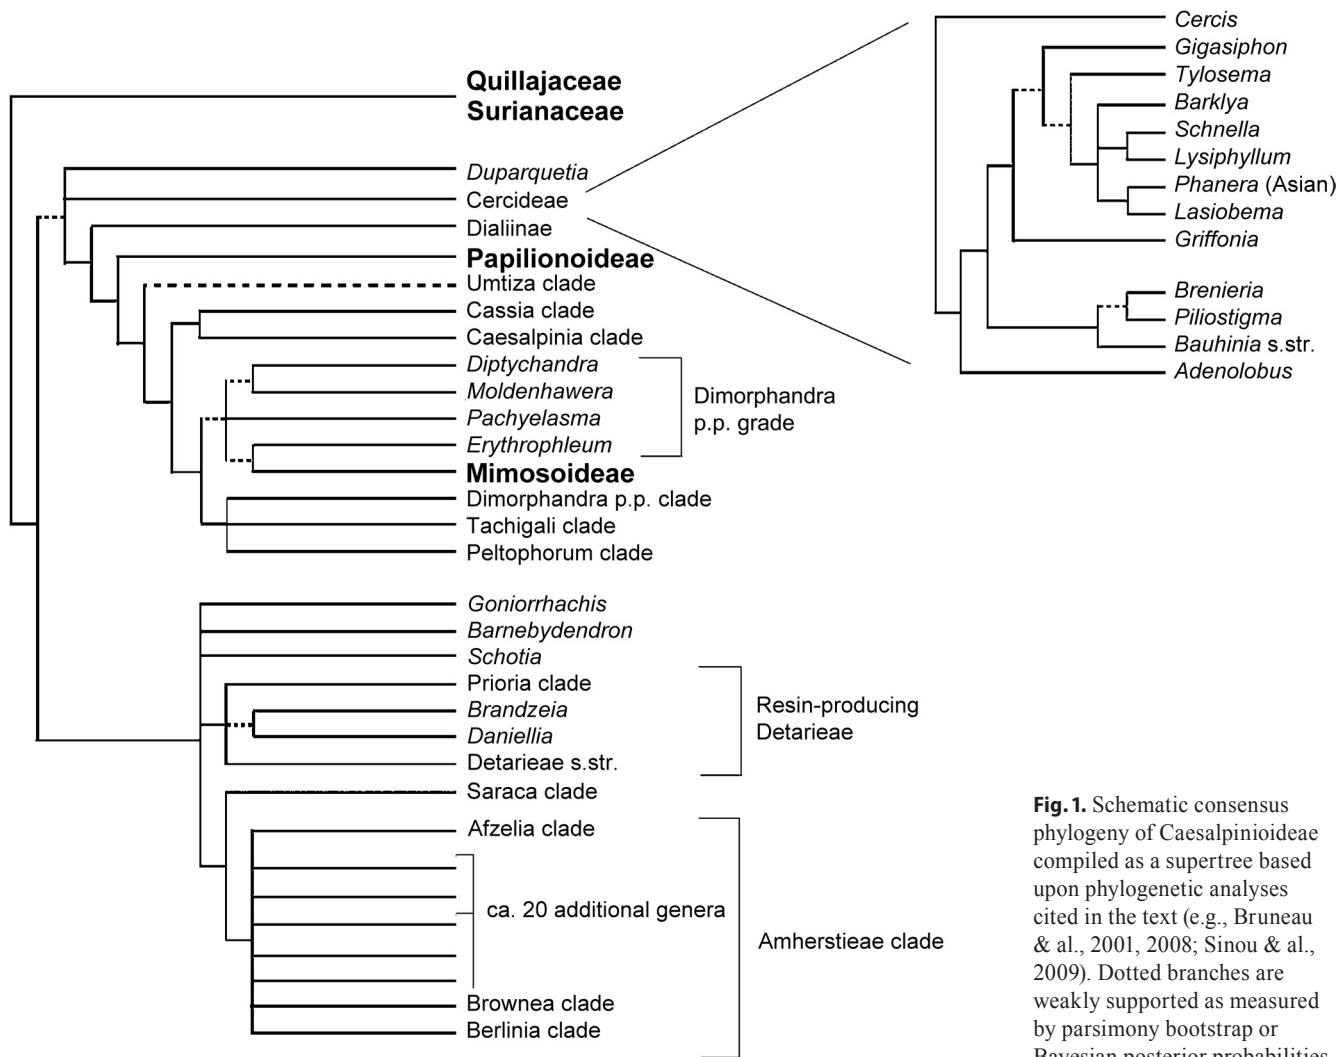 Quillajaceae
Surianaceae
Duparquetia
Cercideae
Dialiinae
Papilionoideae
Umtiza clade
Cassia clade
Caesalpinia clade
Diptychandra
Moldenhawera
Pachyelasma
Erythrophleum
Mimosoideae
Dimorphandra p.p. clade
Tachigali clade
Peltophorum clade
Dimorphandra
p.p. grade
Goniorrhachis
Barnebydendron
Schotia
Prioria clade
Brandzeia
Daniellia
Detarieae s.str.
Resin-producing
Detarieae
Saraca clade
Afzelia clade
ca. 20 additional genera
Brownea clade
Berlinia clade
Amherstieae clade
Cercis
Gigasiphon
Tylosema
Barklya
Schnella
Lysiphyllum
Phanera (Asian)
Lasiobema
Griffonia
Brenieria
Piliostigma
Bauhinia s.str.
Adenolobus
Fig. 1. Schematic consensus
phylogeny of Caesalpinioideae
compiled as a supertree based
upon phylogenetic analyses
cited in the text (e.g., Bruneau
& al., 2001, 2008; Sinou & al.,
2009). Dotted branches are
weakly supported as measured
by parsimony bootstrap or
Bayesian posterior probabilities